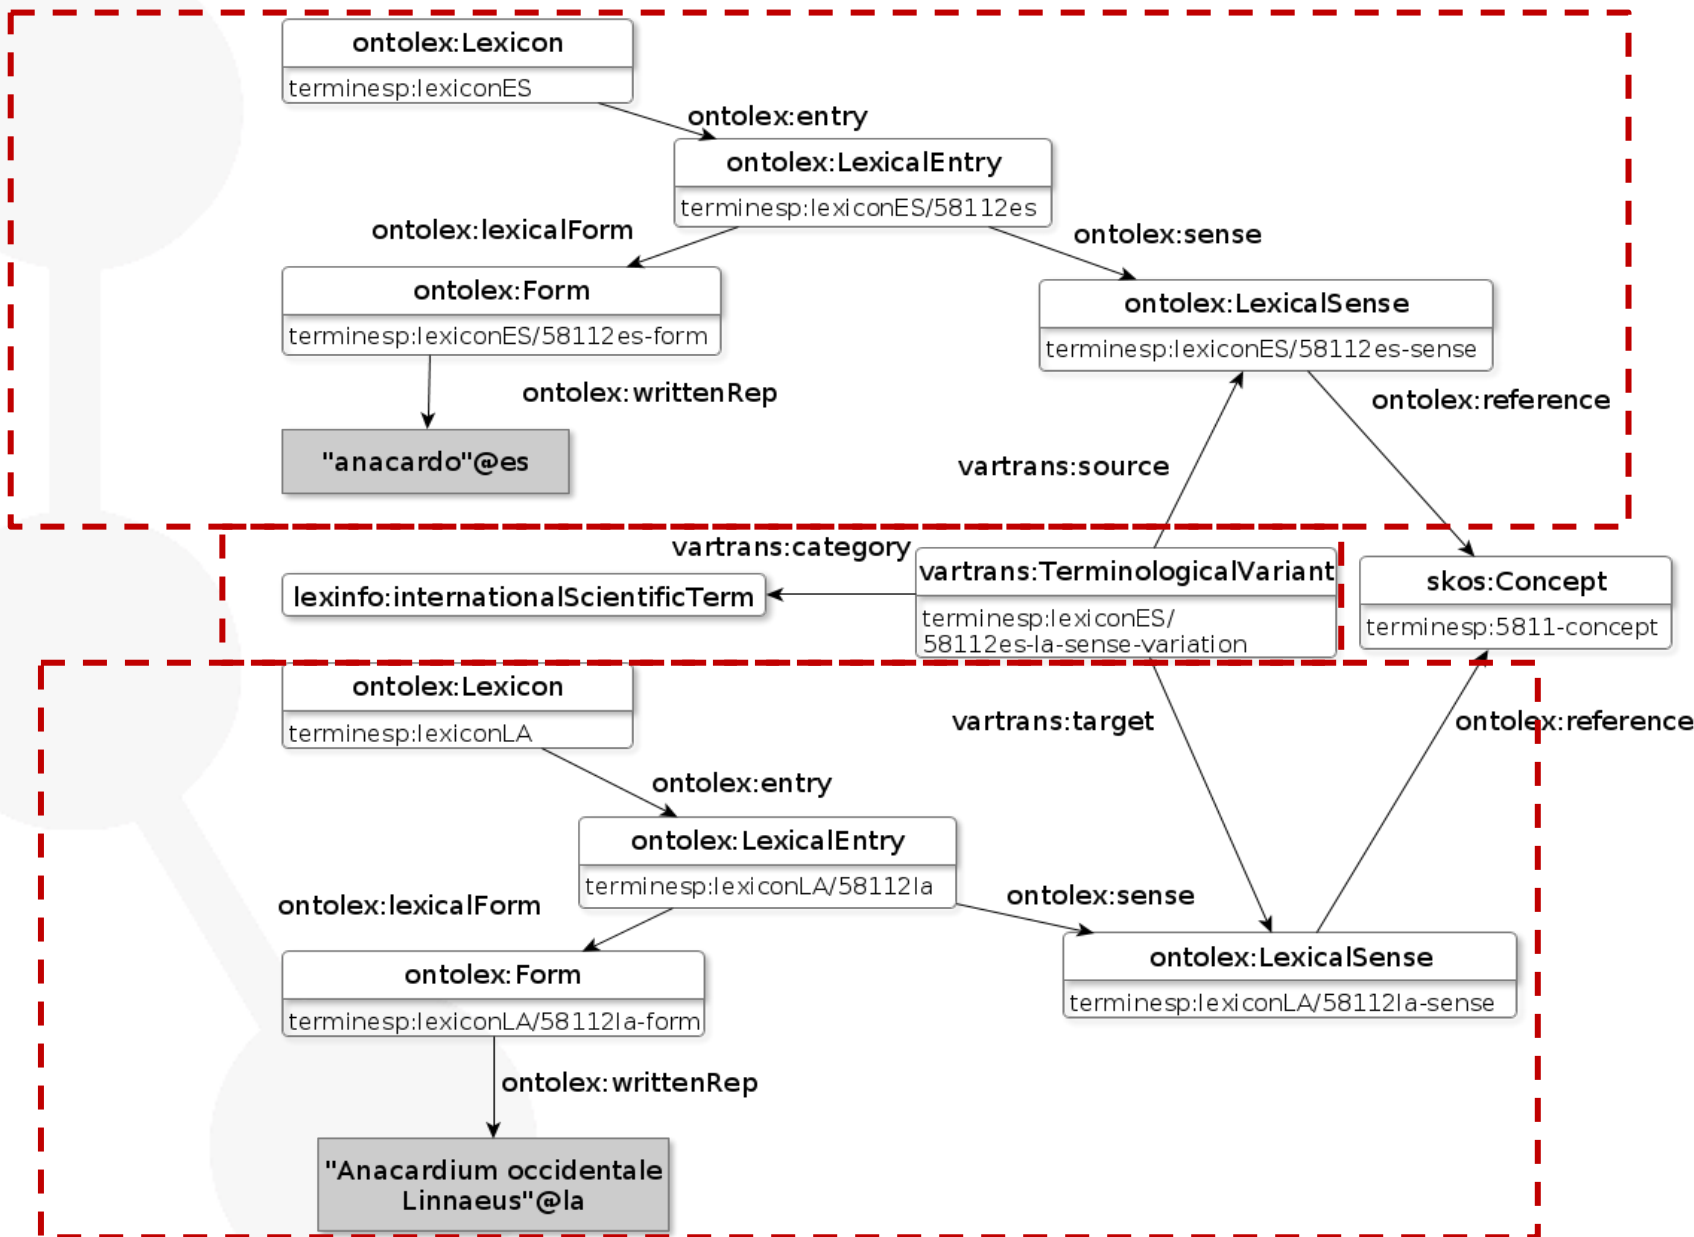 ontolex:Lexicon
terminesp:lexiconES
ontolex:entry
ontolex:LexicalEntry
terminesp:lexiconES/58112es
ontolex:lexicalForm
ontolex:sense
ontolex:Form
terminesp:lexiconES/58112es-form
ontolex:LexicalSense
terminesp:lexiconES/58112es-sense
ontolex:writtenRep
ontolex:reference
"anacardo"@es
vartrans:source
vartrans:category
lexinfo:internationalScientificTerm
vartrans:TerminologicalVariant
terminesp:lexiconES/
58112es-la-sense-variation
skos:Concept
terminesp:5811-concept
ontolex:Lexicon
terminesp:lexiconLA
vartrans:target
ontolex:reference
ontolex:entry
ontolex:LexicalEntry
terminesp:lexiconLA/58112la
ontolex:lexicalForm
ontolex:sense
ontolex:Form
terminesp:lexiconLA/58112la-form
ontolex:LexicalSense
terminesp:lexiconLA/58112la-sense
ontolex:writtenRep
"Anacardium occidentale
Linnaeus"@la